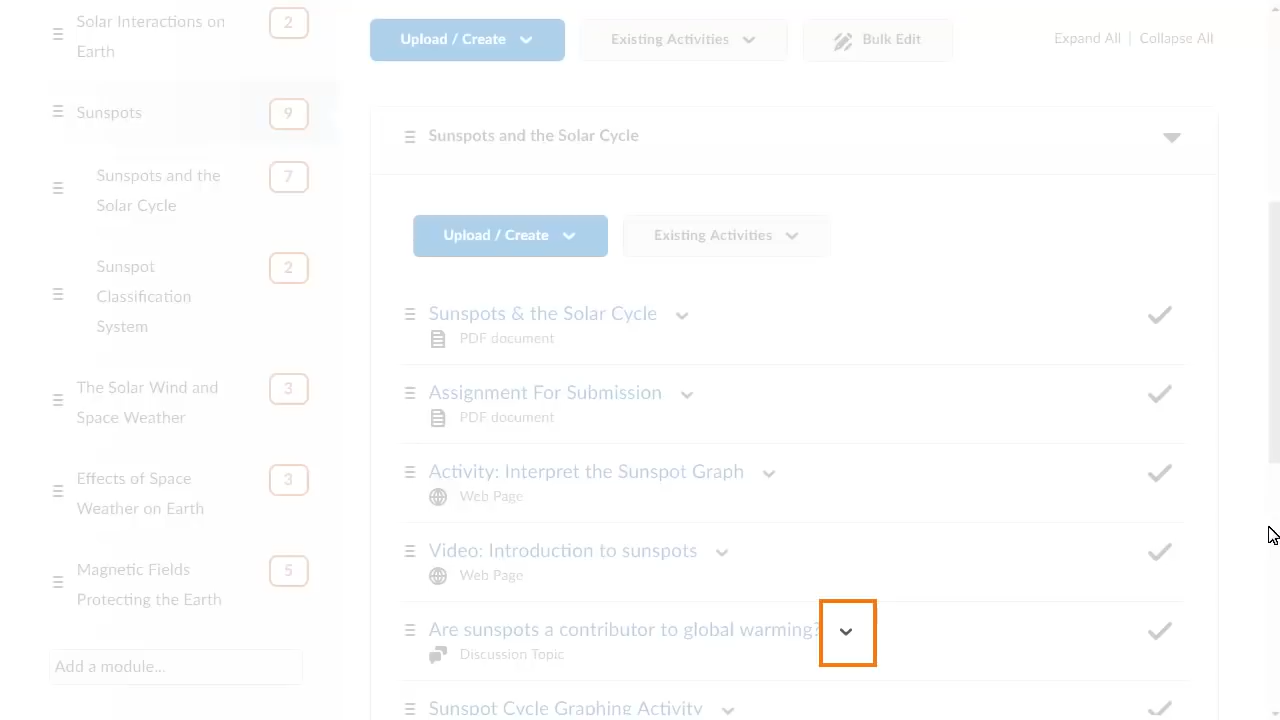 Solar Interactions on
Earth
2
Sunspots
9
Sunspots and the
Solar Cycle
7
Sunspot
Classification
System
2
The Solar Wind and
Space Weather
3
Effects of Space
Weather on Earth
3
Magnetic Fields
Protecting the Earth
5
Add a module...
Upload / Create
Existing Activities
Bulk Edit
Expand All | Collapse All
Sunspots and the Solar Cycle
Upload / Create
Existing Activities
Sunspots & the Solar Cycle
PDF document
Assignment For Submission
PDF document
Activity: Interpret the Sunspot Graph
Web Page
Video: Introduction to sunspots
Web Page
Are sunspots a contributor to global warming?
Discussion Topic
Sunspot Cycle Graphing Activity